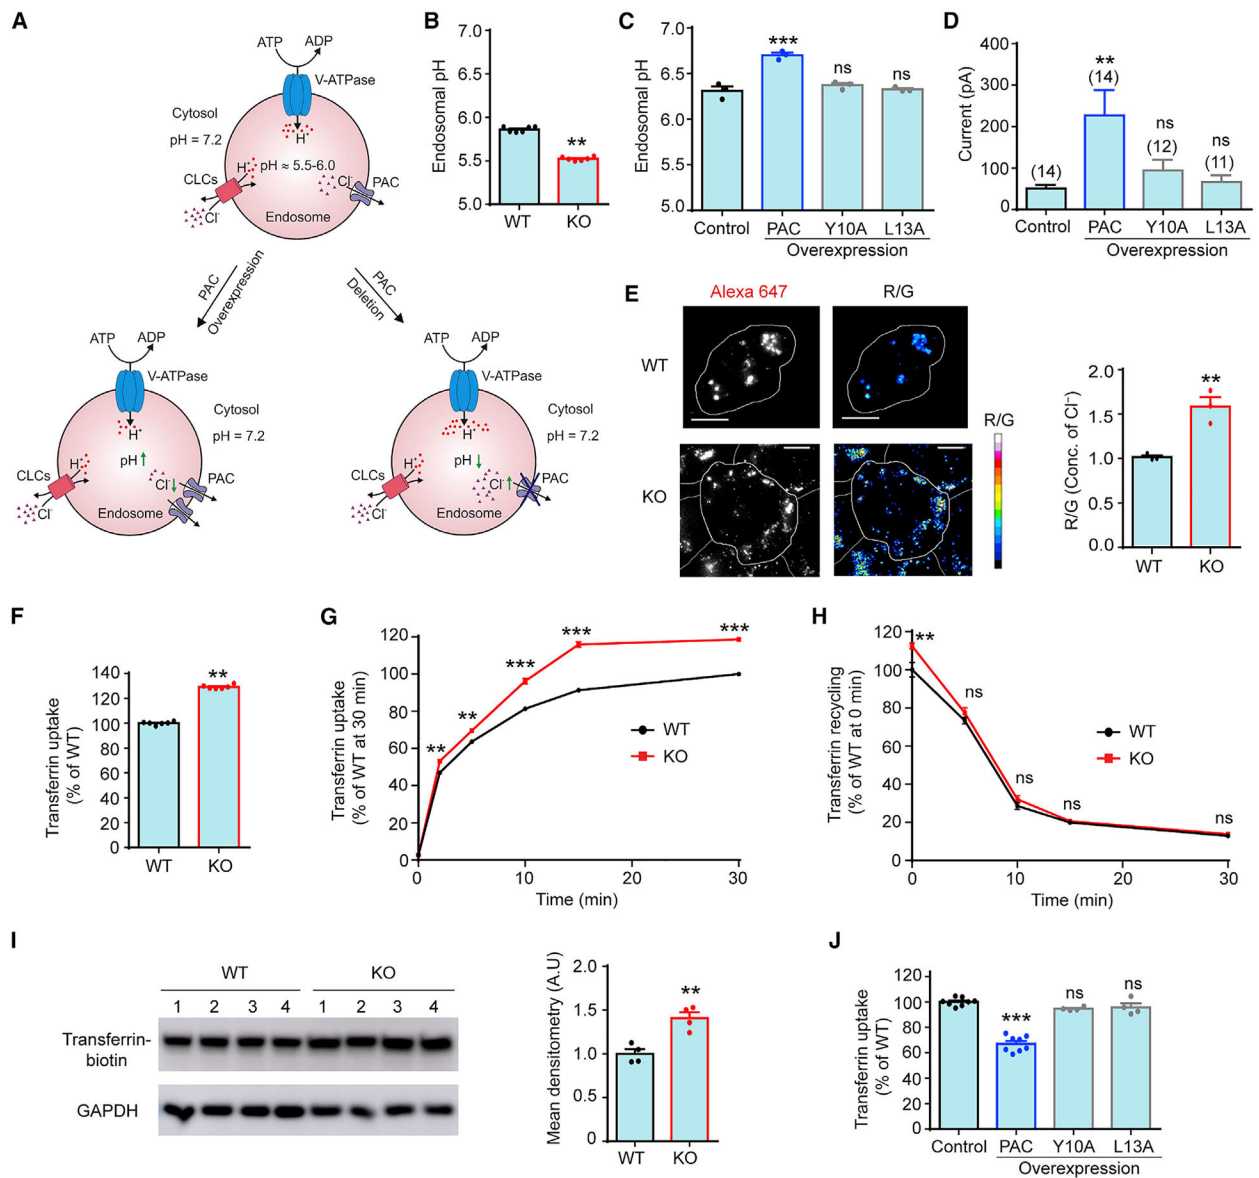 A
ATP
ADP
V-ATPase
Cytosol
pH = 7.2
H⁺
H⁺
pH ≈ 5.5-6.0
CLCs
Cl⁻
Cl⁻
PAC
Endosome
PAC
Overexpression
PAC
Deletion
ATP
ADP
V-ATPase
Cytosol
pH = 7.2
H⁺
pH
H⁺
CLCs
Cl⁻
Cl⁻
PAC
Endosome
ATP
ADP
V-ATPase
Cytosol
pH = 7.2
H⁺
pH
H⁺
CLCs
Cl⁻
Cl⁻
PAC
Endosome
B
Endosomal pH
7.0
6.5
6.0
5.5
5.0
**
WT
KO
C
Endosomal pH
7.0
6.5
6.0
5.5
5.0
***
ns
ns
Control
PAC
Y10A
L13A
Overexpression
D
Current (pA)
400
300
200
100
0
(14)
**
(14)
ns
(12)
ns
(11)
Control
PAC
Y10A
L13A
Overexpression
E
Alexa 647
R/G
WT
KO
R/G
R/G (Conc. of Cl⁻)
2.0
1.5
1.0
0.5
0.0
**
WT
KO
F
Transferrin uptake
(% of WT)
140
120
100
80
60
40
20
0
**
WT
KO
G
Transferrin uptake
(% of WT at 30 min)
120
100
80
60
40
20
0
**
**
***
***
***
WT
KO
0
10
20
30
Time (min)
H
Transferrin recycling
(% of WT at 0 min)
120
100
80
60
40
20
0
**
ns
ns
ns
ns
WT
KO
0
10
20
30
Time (min)
I
WT
KO
1 2 3 4 1 2 3 4
Transferrin-
biotin
GAPDH
Mean densitometry (A.U)
2.0
1.5
1.0
0.5
0.0
**
WT
KO
J
Transferrin uptake
(% of WT)
120
100
80
60
40
20
0
***
ns
ns
Control
PAC
Y10A
L13A
Overexpression